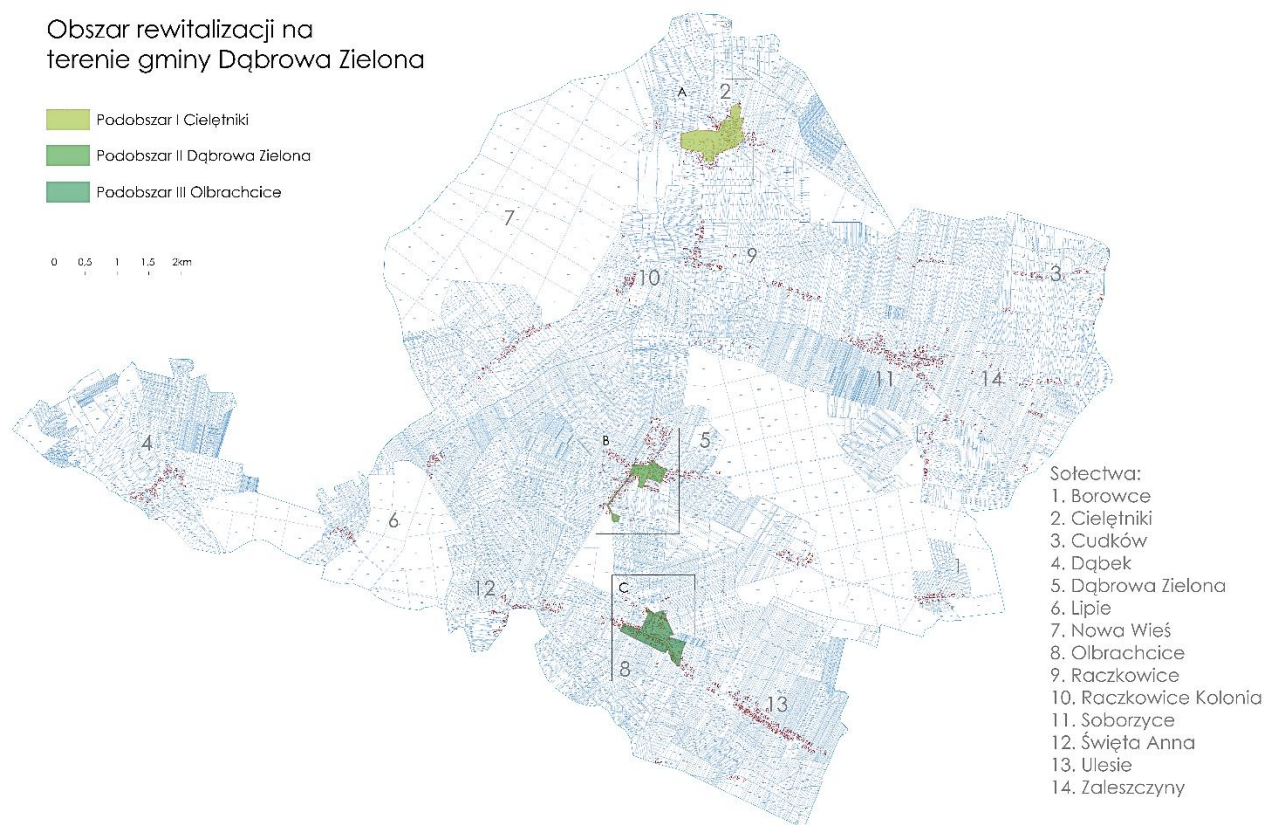 Obszar rewitalizacji na
terenie gminy Dąbrowa Zielona
Podobszar I Cielętniki
Podobszar II Dąbrowa Zielona
Podobszar III Olbrachcice
0 0,5 1 1,5 2km
A
2
7
9
10
3
11
14
4
B
5
6
1
12
C
8
13
Sołectwa:
1. Borowce
2. Cielętniki
3. Cudków
4. Dąbek
5. Dąbrowa Zielona
6. Lipie
7. Nowa Wieś
8. Olbrachcice
9. Raczkowice
10. Raczkowice Kolonia
11. Soborzyce
12. Święta Anna
13. Ulesie
14. Zaleszczyny